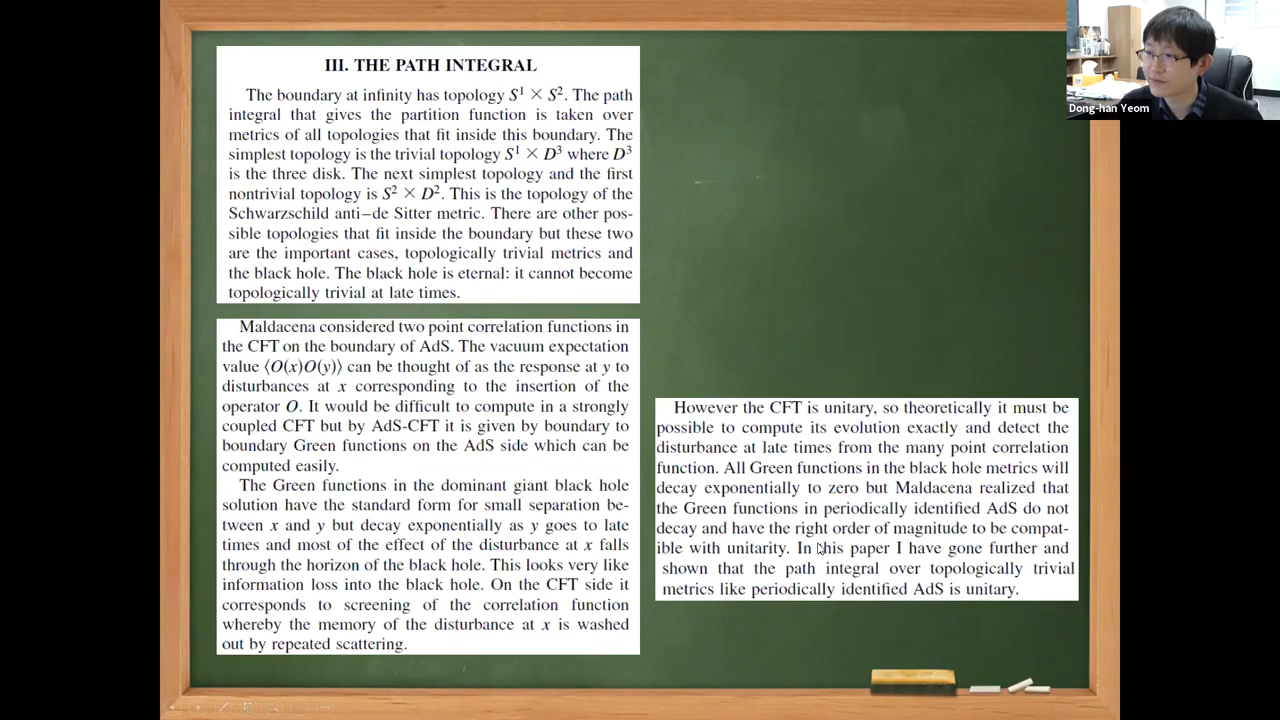 III. THE PATH INTEGRAL
The boundary at infinity has topology S¹ × S². The path
integral that gives the partition function is taken over
metrics of all topologies that fit inside this boundary. The
simplest topology is the trivial topology S¹ × D³ where D³
is the three disk. The next simplest topology and the first
nontrivial topology is S² × D². This is the topology of the
Schwarzschild anti–de Sitter metric. There are other pos-
sible topologies that fit inside the boundary but these two
are the important cases, topologically trivial metrics and
the black hole. The black hole is eternal: it cannot become
topologically trivial at late times.
Maldacena considered two point correlation functions in
the CFT on the boundary of AdS. The vacuum expectation
value ⟨O(x)O(y)⟩ can be thought of as the response at y to
disturbances at x corresponding to the insertion of the
operator O. It would be difficult to compute in a strongly
coupled CFT but by AdS-CFT it is given by boundary to
boundary Green functions on the AdS side which can be
computed easily.
The Green functions in the dominant giant black hole
solution have the standard form for small separation be-
tween x and y but decay exponentially as y goes to late
times and most of the effect of the disturbance at x falls
through the horizon of the black hole. This looks very like
information loss into the black hole. On the CFT side it
corresponds to screening of the correlation function
whereby the memory of the disturbance at x is washed
out by repeated scattering.
However the CFT is unitary, so theoretically it must be
possible to compute its evolution exactly and detect the
disturbance at late times from the many point correlation
function. All Green functions in the black hole metrics will
decay exponentially to zero but Maldacena realized that
the Green functions in periodically identified AdS do not
decay and have the right order of magnitude to be compat-
ible with unitarity. In this paper I have gone further and
shown that the path integral over topologically trivial
metrics like periodically identified AdS is unitary.
Dong-han Yeom